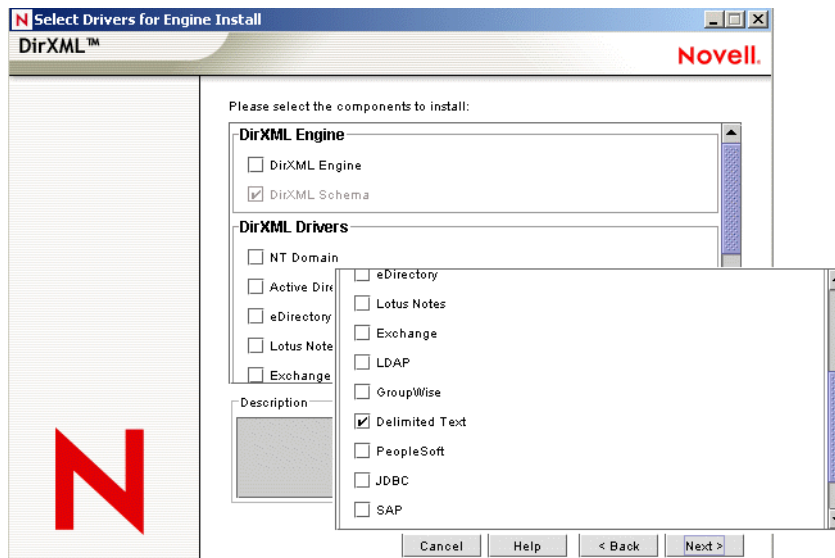 N Select Drivers for Engine Install
DirXML™
Novell.
Please select the components to install:
DirXML Engine
DirXML Engine
DirXML Schema
DirXML Drivers
NT Domain
Active Dire
eDirectory
Lotus Note
Exchange
Description
eDirectory
Lotus Notes
Exchange
LDAP
GroupWise
Delimited Text
PeopleSoft
JDBC
SAP
N
Cancel Help < Back Next >